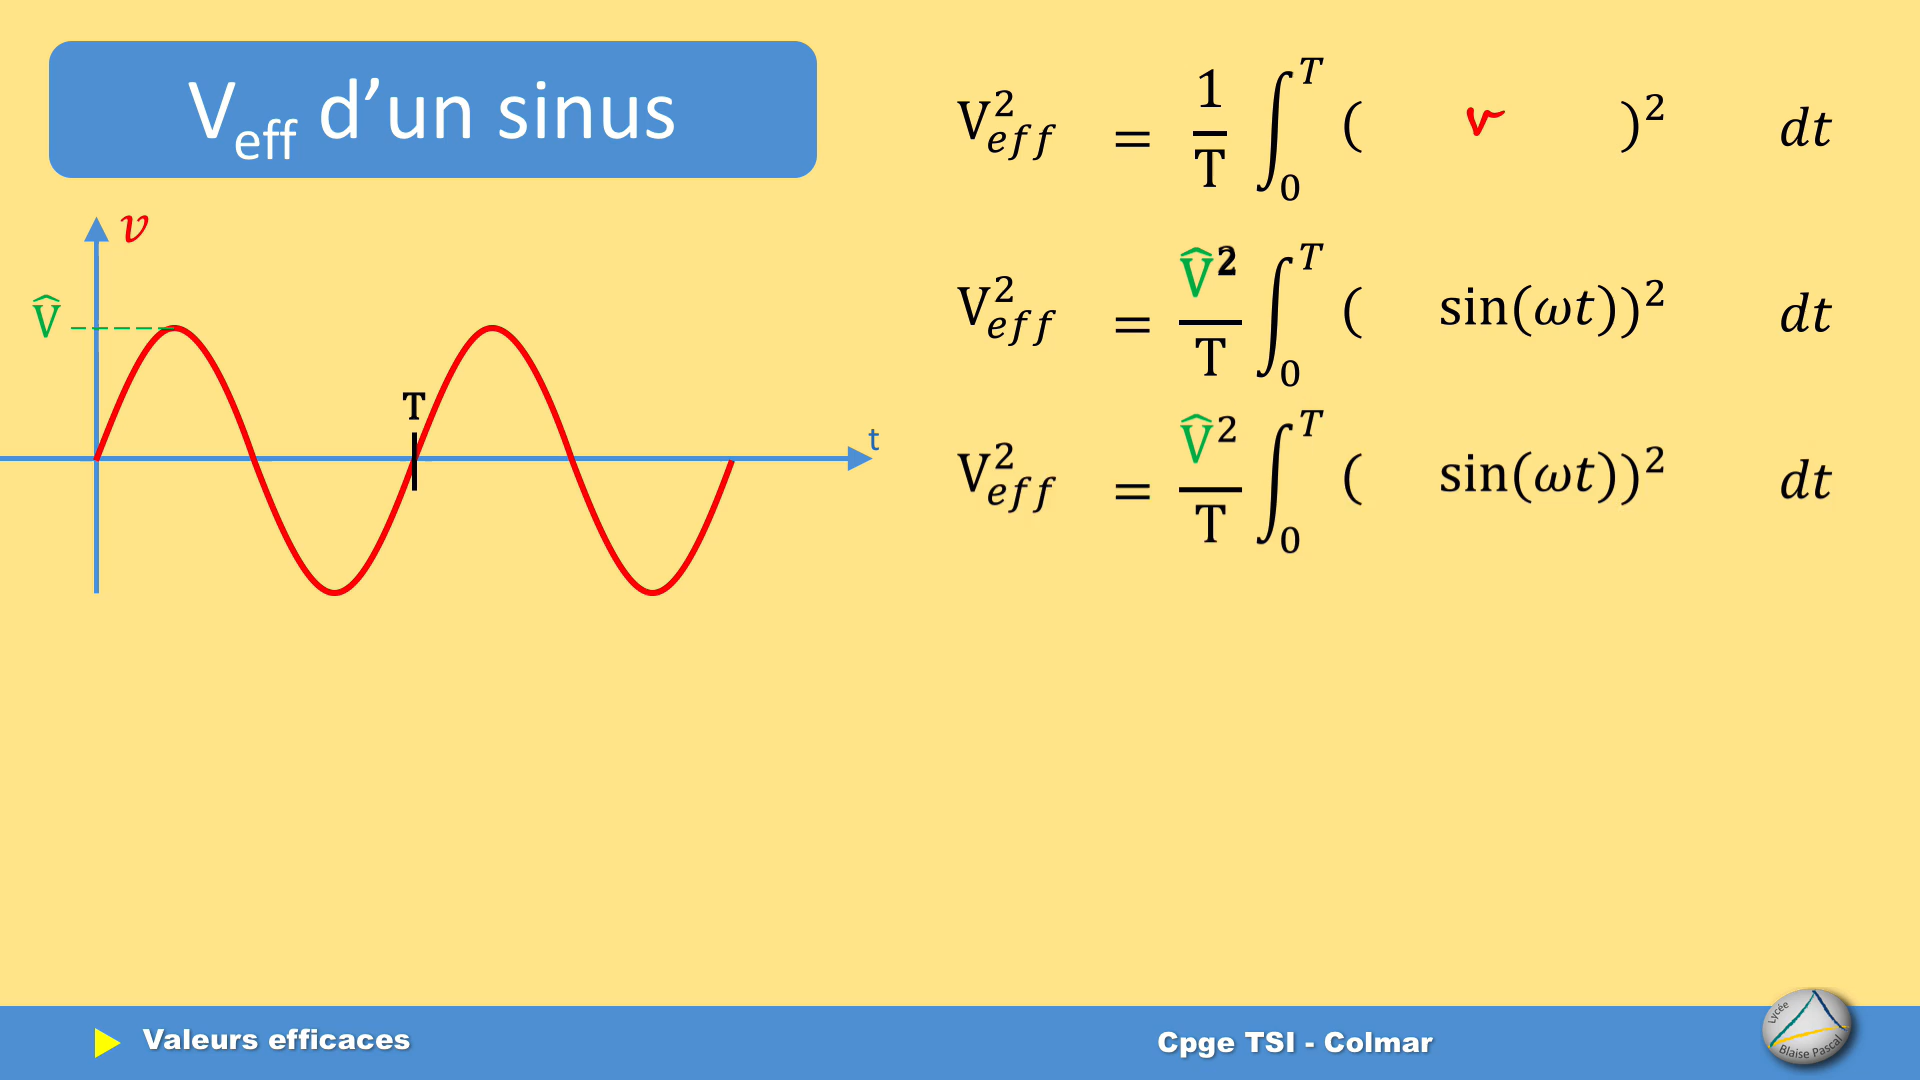 V_eff d’un sinus
V²_eff = 1/T ∫₀ᵀ ( v )² dt
V²_eff = V̂²/T ∫₀ᵀ ( sin(ωt))² dt
V²_eff = V̂²/T ∫₀ᵀ ( sin(ωt))² dt
v
V̂
T
t
Valeurs efficaces
Cpge TSI - Colmar
Lycée
Blaise Pascal